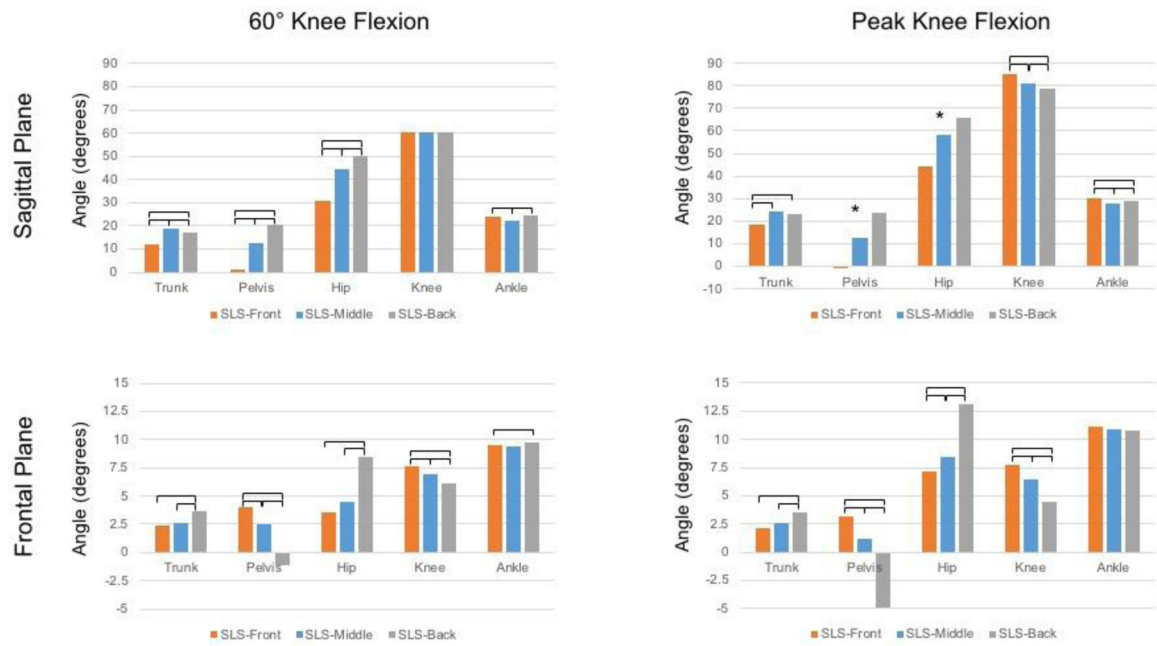 60° Knee Flexion
Peak Knee Flexion
Sagittal Plane
Angle (degrees)
90
80
70
60
50
40
30
20
10
0
Trunk Pelvis Hip Knee Ankle
SLS-Front SLS-Middle SLS-Back
Angle (degrees)
90
80
70
60
50
40
30
20
10
0
-10
* *
Trunk Pelvis Hip Knee Ankle
SLS-Front SLS-Middle SLS-Back
Frontal Plane
Angle (degrees)
15
12.5
10
7.5
5
2.5
0
-2.5
-5
Trunk Pelvis Hip Knee Ankle
SLS-Front SLS-Middle SLS-Back
Angle (degrees)
15
12.5
10
7.5
5
2.5
0
-2.5
-5
Trunk Pelvis Hip Knee Ankle
SLS-Front SLS-Middle SLS-Back